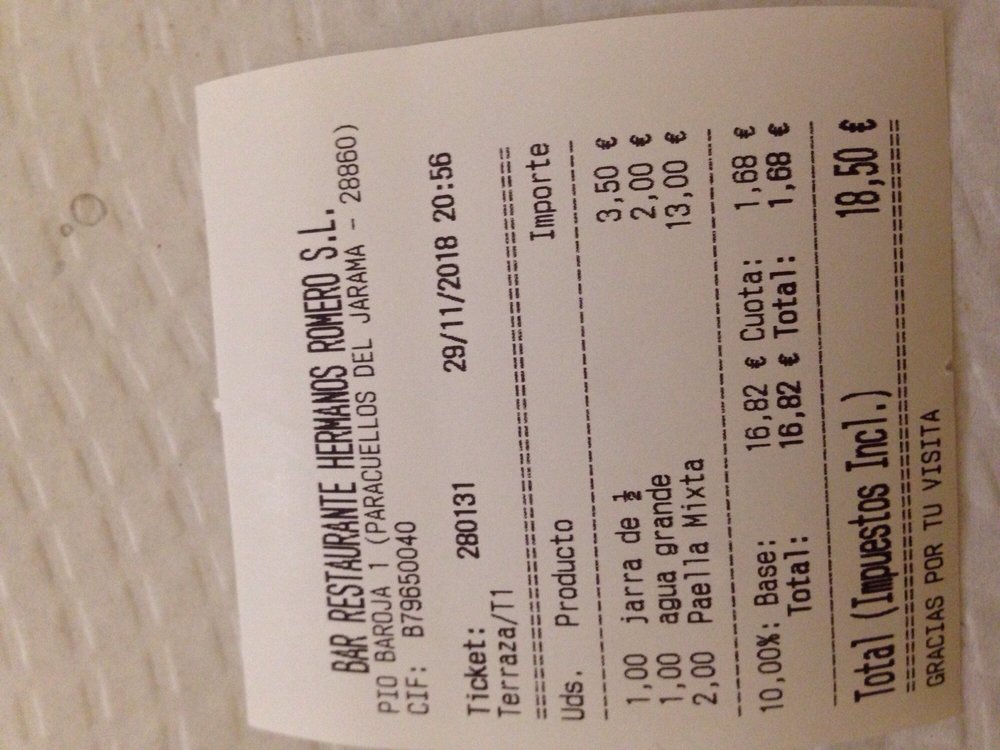 BAR RESTAURANTE HERMANOS ROMERO S.L.
PIO BAROJA 1 (PARACUELLOS DEL JARAMA - 28860)
CIF: B79650040
Ticket: 280131 29/11/2018 20:56
Terraza/T1
Uds. Producto Importe
1,00 jarra de ½ 3,50 €
1,00 agua grande 2,00 €
2,00 Paella Mixta 13,00 €
10,00%: Base: 16,82 € Cuota: 1,68 €
Total: 16,82 € Total: 1,68 €
Total (Impuestos Incl.) 18,50 €
GRACIAS POR TU VISITA